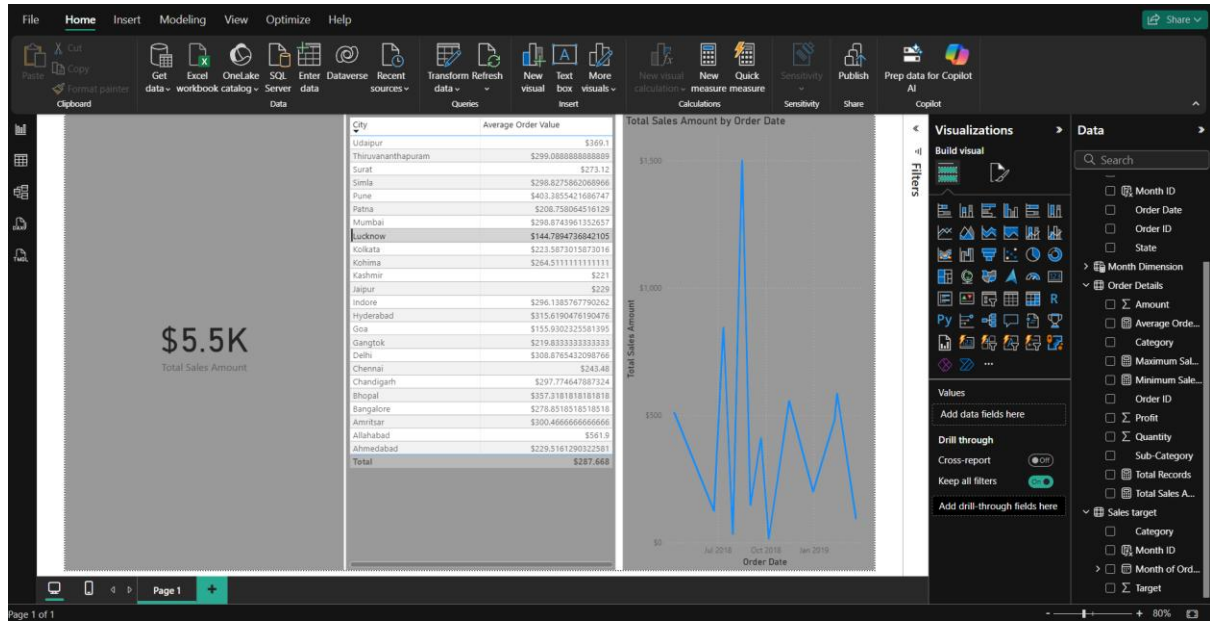 File Home Insert Modeling View Optimize Help Share
Paste
Cut
Copy
Format painter
Clipboard
Get data
Excel workbook
OneLake catalog
SQL Server
Enter data
Dataverse
Recent sources
Data
Transform data
Refresh
Queries
New visual
Text box
More visuals
Insert
New visual calculation
New measure
Quick measure
Calculations
Sensitivity
Sensitivity
Publish
Share
Prep data for Copilot
AI
Copilot
$5.5K
Total Sales Amount
City Average Order Value
Udaipur $369.1
Thiruvananthapuram $299.0888888888889
Surat $273.12
Simla $298.8275862068966
Pune $403.3855421686747
Patna $208.758064516129
Mumbai $298.8743961352657
Lucknow $144.7894736842105
Kolkata $223.5873015873016
Kohima $264.5111111111111
Kashmir $221
Jaipur $229
Indore $296.1385767790262
Hyderabad $315.6190476190476
Goa $155.9302325581395
Gangtok $219.8333333333333
Delhi $308.8765432098766
Chennai $243.48
Chandigarh $297.774647887324
Bhopal $357.3181818181818
Bangalore $278.8518518518518
Amritsar $300.4666666666666
Allahabad $561.9
Ahmedabad $229.5161290322581
Total $287.668
Total Sales Amount by Order Date
Total Sales Amount
$1,500
$1,000
$500
$0
Jul 2018 Oct 2018 Jan 2019
Order Date
Filters
Visualizations
Build visual
R
Py
Values
Add data fields here
Drill through
Cross-report Off
Keep all filters On
Add drill-through fields here
Data
Search
Month ID
Order Date
Order ID
State
Month Dimension
Order Details
Amount
Average Orde...
Category
Maximum Sal...
Minimum Sale...
Order ID
Profit
Quantity
Sub-Category
Total Records
Total Sales A...
Sales target
Category
Month ID
Month of Ord...
Target
Page 1
Page 1 of 1
80%